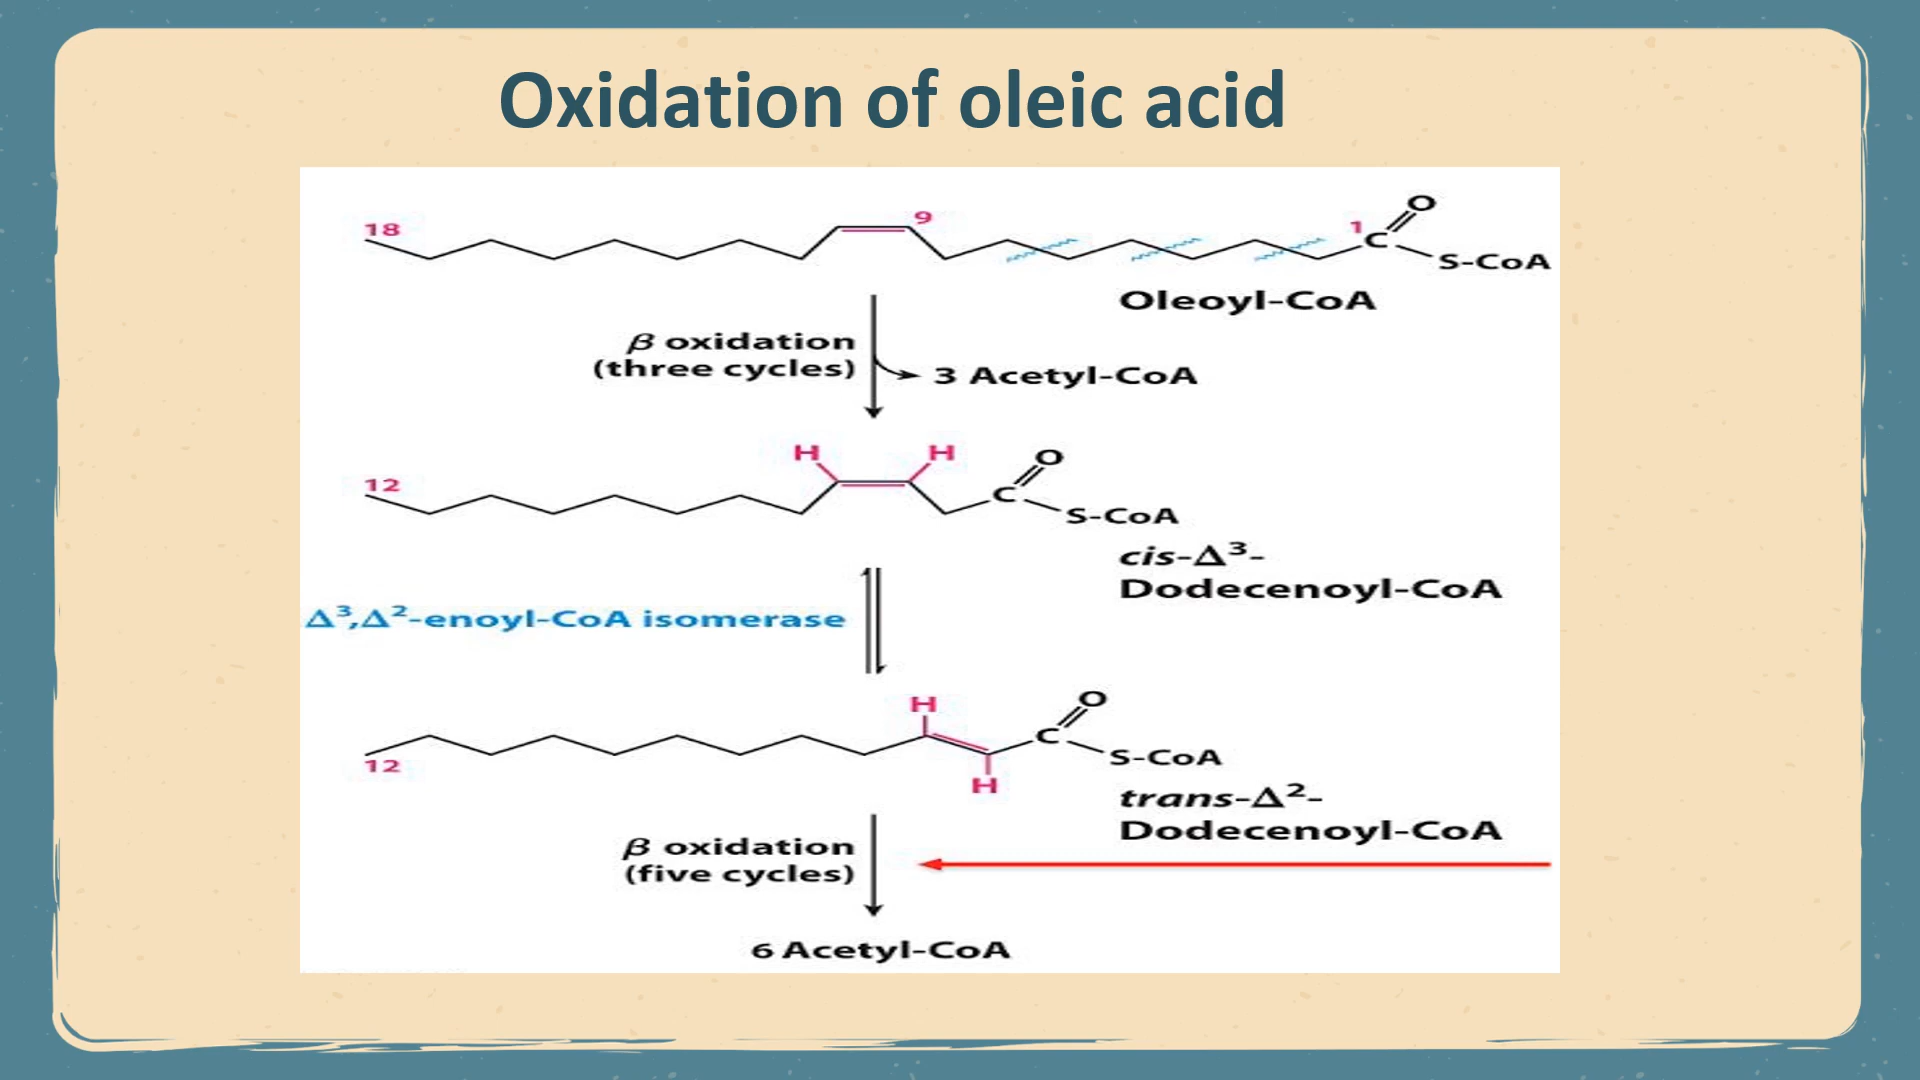 Oxidation of oleic acid
18
9
1
C
O
S-CoA
Oleoyl-CoA
β oxidation
(three cycles)
3 Acetyl-CoA
H
H
12
C
O
S-CoA
cis-Δ³-
Dodecenoyl-CoA
Δ³,Δ²-enoyl-CoA isomerase
H
12
C
O
S-CoA
H
trans-Δ²-
Dodecenoyl-CoA
β oxidation
(five cycles)
6 Acetyl-CoA